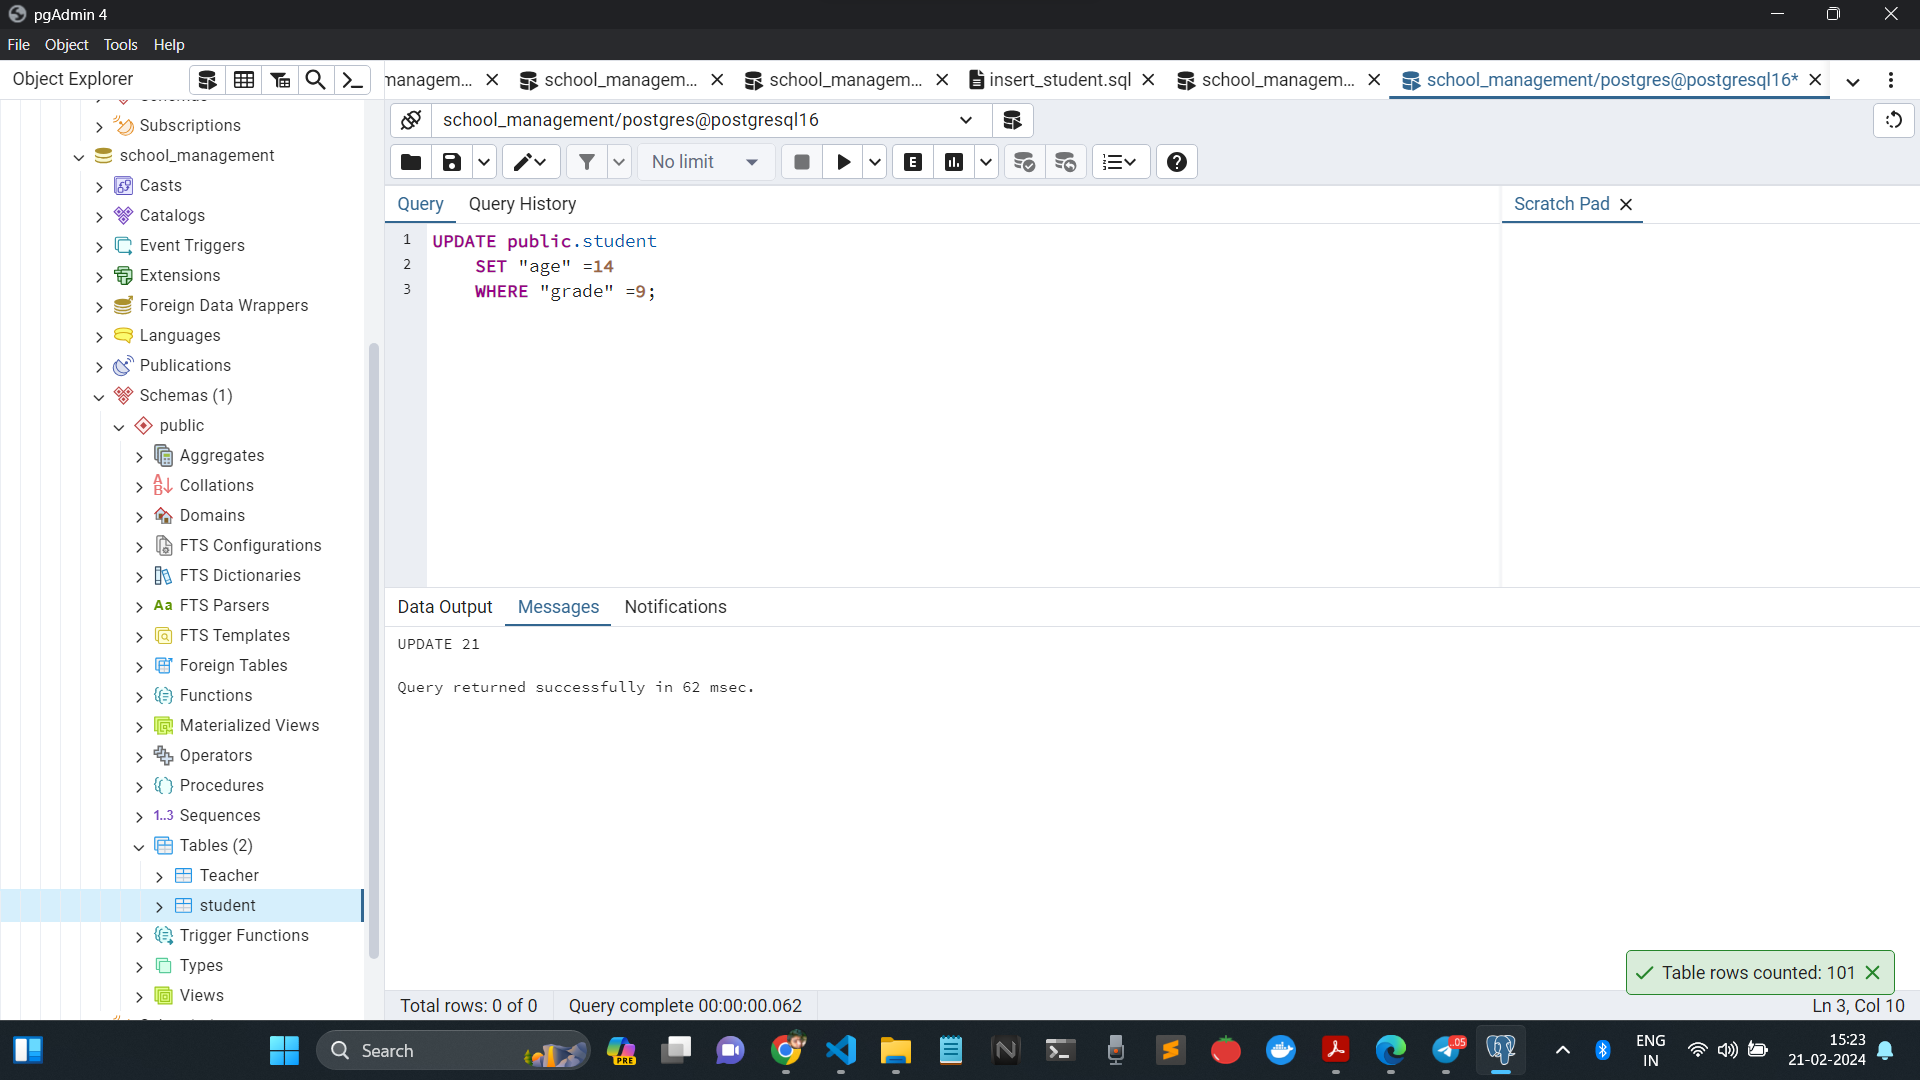 pgAdmin 4
File Object Tools Help
Object Explorer
managem...
school_managem...
school_managem...
insert_student.sql
school_managem...
school_management/postgres@postgresql16*
Subscriptions
school_management
Casts
Catalogs
Event Triggers
Extensions
Foreign Data Wrappers
Languages
Publications
Schemas (1)
public
Aggregates
Collations
Domains
FTS Configurations
FTS Dictionaries
Aa FTS Parsers
FTS Templates
Foreign Tables
Functions
Materialized Views
Operators
Procedures
1..3 Sequences
Tables (2)
Teacher
student
Trigger Functions
Types
Views
school_management/postgres@postgresql16
No limit
E
Query Query History
Scratch Pad
1 UPDATE public.student
2 SET "age" =14
3 WHERE "grade" =9;
Data Output Messages Notifications
UPDATE 21
Query returned successfully in 62 msec.
Table rows counted: 101
Total rows: 0 of 0 Query complete 00:00:00.062
Ln 3, Col 10
Search
PRE
.05
ENG
IN
15:23
21-02-2024